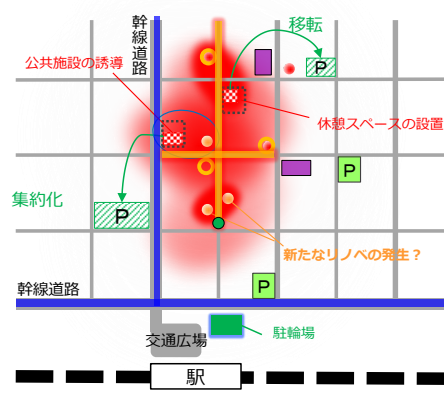 幹線道路
移転
公共施設の誘導
P
休憩スペースの設置
P
集約化
P
新たなリノベの発生？
P
幹線道路
交通広場
駐輪場
駅